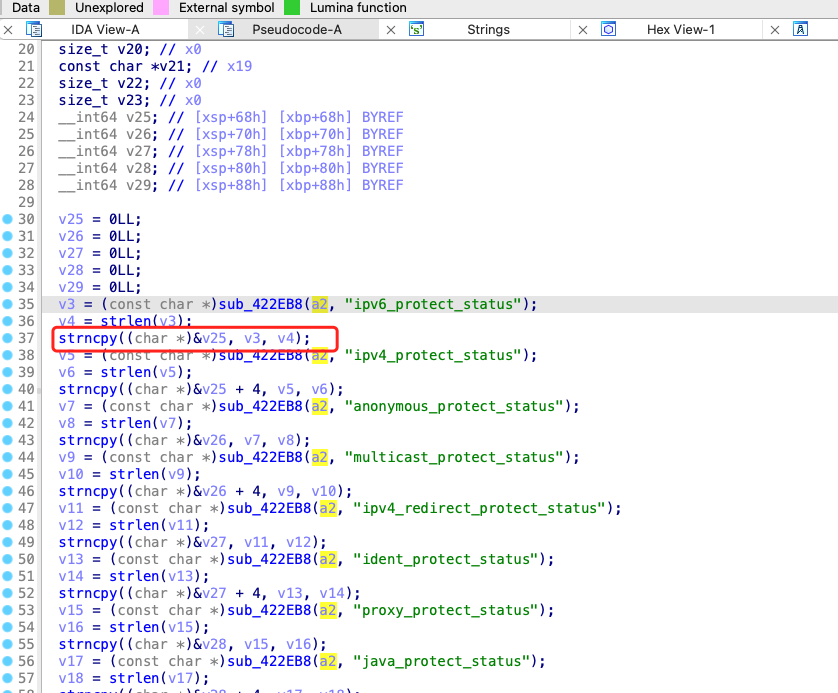 Data Unexplored External symbol Lumina function
IDA View-A Pseudocode-A Strings Hex View-1
20 size_t v20; // x0
21 const char *v21; // x19
22 size_t v22; // x0
23 size_t v23; // x0
24 __int64 v25; // [xsp+68h] [xbp+68h] BYREF
25 __int64 v26; // [xsp+70h] [xbp+70h] BYREF
26 __int64 v27; // [xsp+78h] [xbp+78h] BYREF
27 __int64 v28; // [xsp+80h] [xbp+80h] BYREF
28 __int64 v29; // [xsp+88h] [xbp+88h] BYREF
29
30 v25 = 0LL;
31 v26 = 0LL;
32 v27 = 0LL;
33 v28 = 0LL;
34 v29 = 0LL;
35 v3 = (const char *)sub_422EB8(a2, "ipv6_protect_status");
36 v4 = strlen(v3);
37 strncpy((char *)&v25, v3, v4);
38 v5 = (const char *)sub_422EB8(a2, "ipv4_protect_status");
39 v6 = strlen(v5);
40 strncpy((char *)&v25 + 4, v5, v6);
41 v7 = (const char *)sub_422EB8(a2, "anonymous_protect_status");
42 v8 = strlen(v7);
43 strncpy((char *)&v26, v7, v8);
44 v9 = (const char *)sub_422EB8(a2, "multicast_protect_status");
45 v10 = strlen(v9);
46 strncpy((char *)&v26 + 4, v9, v10);
47 v11 = (const char *)sub_422EB8(a2, "ipv4_redirect_protect_status");
48 v12 = strlen(v11);
49 strncpy((char *)&v27, v11, v12);
50 v13 = (const char *)sub_422EB8(a2, "ident_protect_status");
51 v14 = strlen(v13);
52 strncpy((char *)&v27 + 4, v13, v14);
53 v15 = (const char *)sub_422EB8(a2, "proxy_protect_status");
54 v16 = strlen(v15);
55 strncpy((char *)&v28, v15, v16);
56 v17 = (const char *)sub_422EB8(a2, "java_protect_status");
57 v18 = strlen(v17);